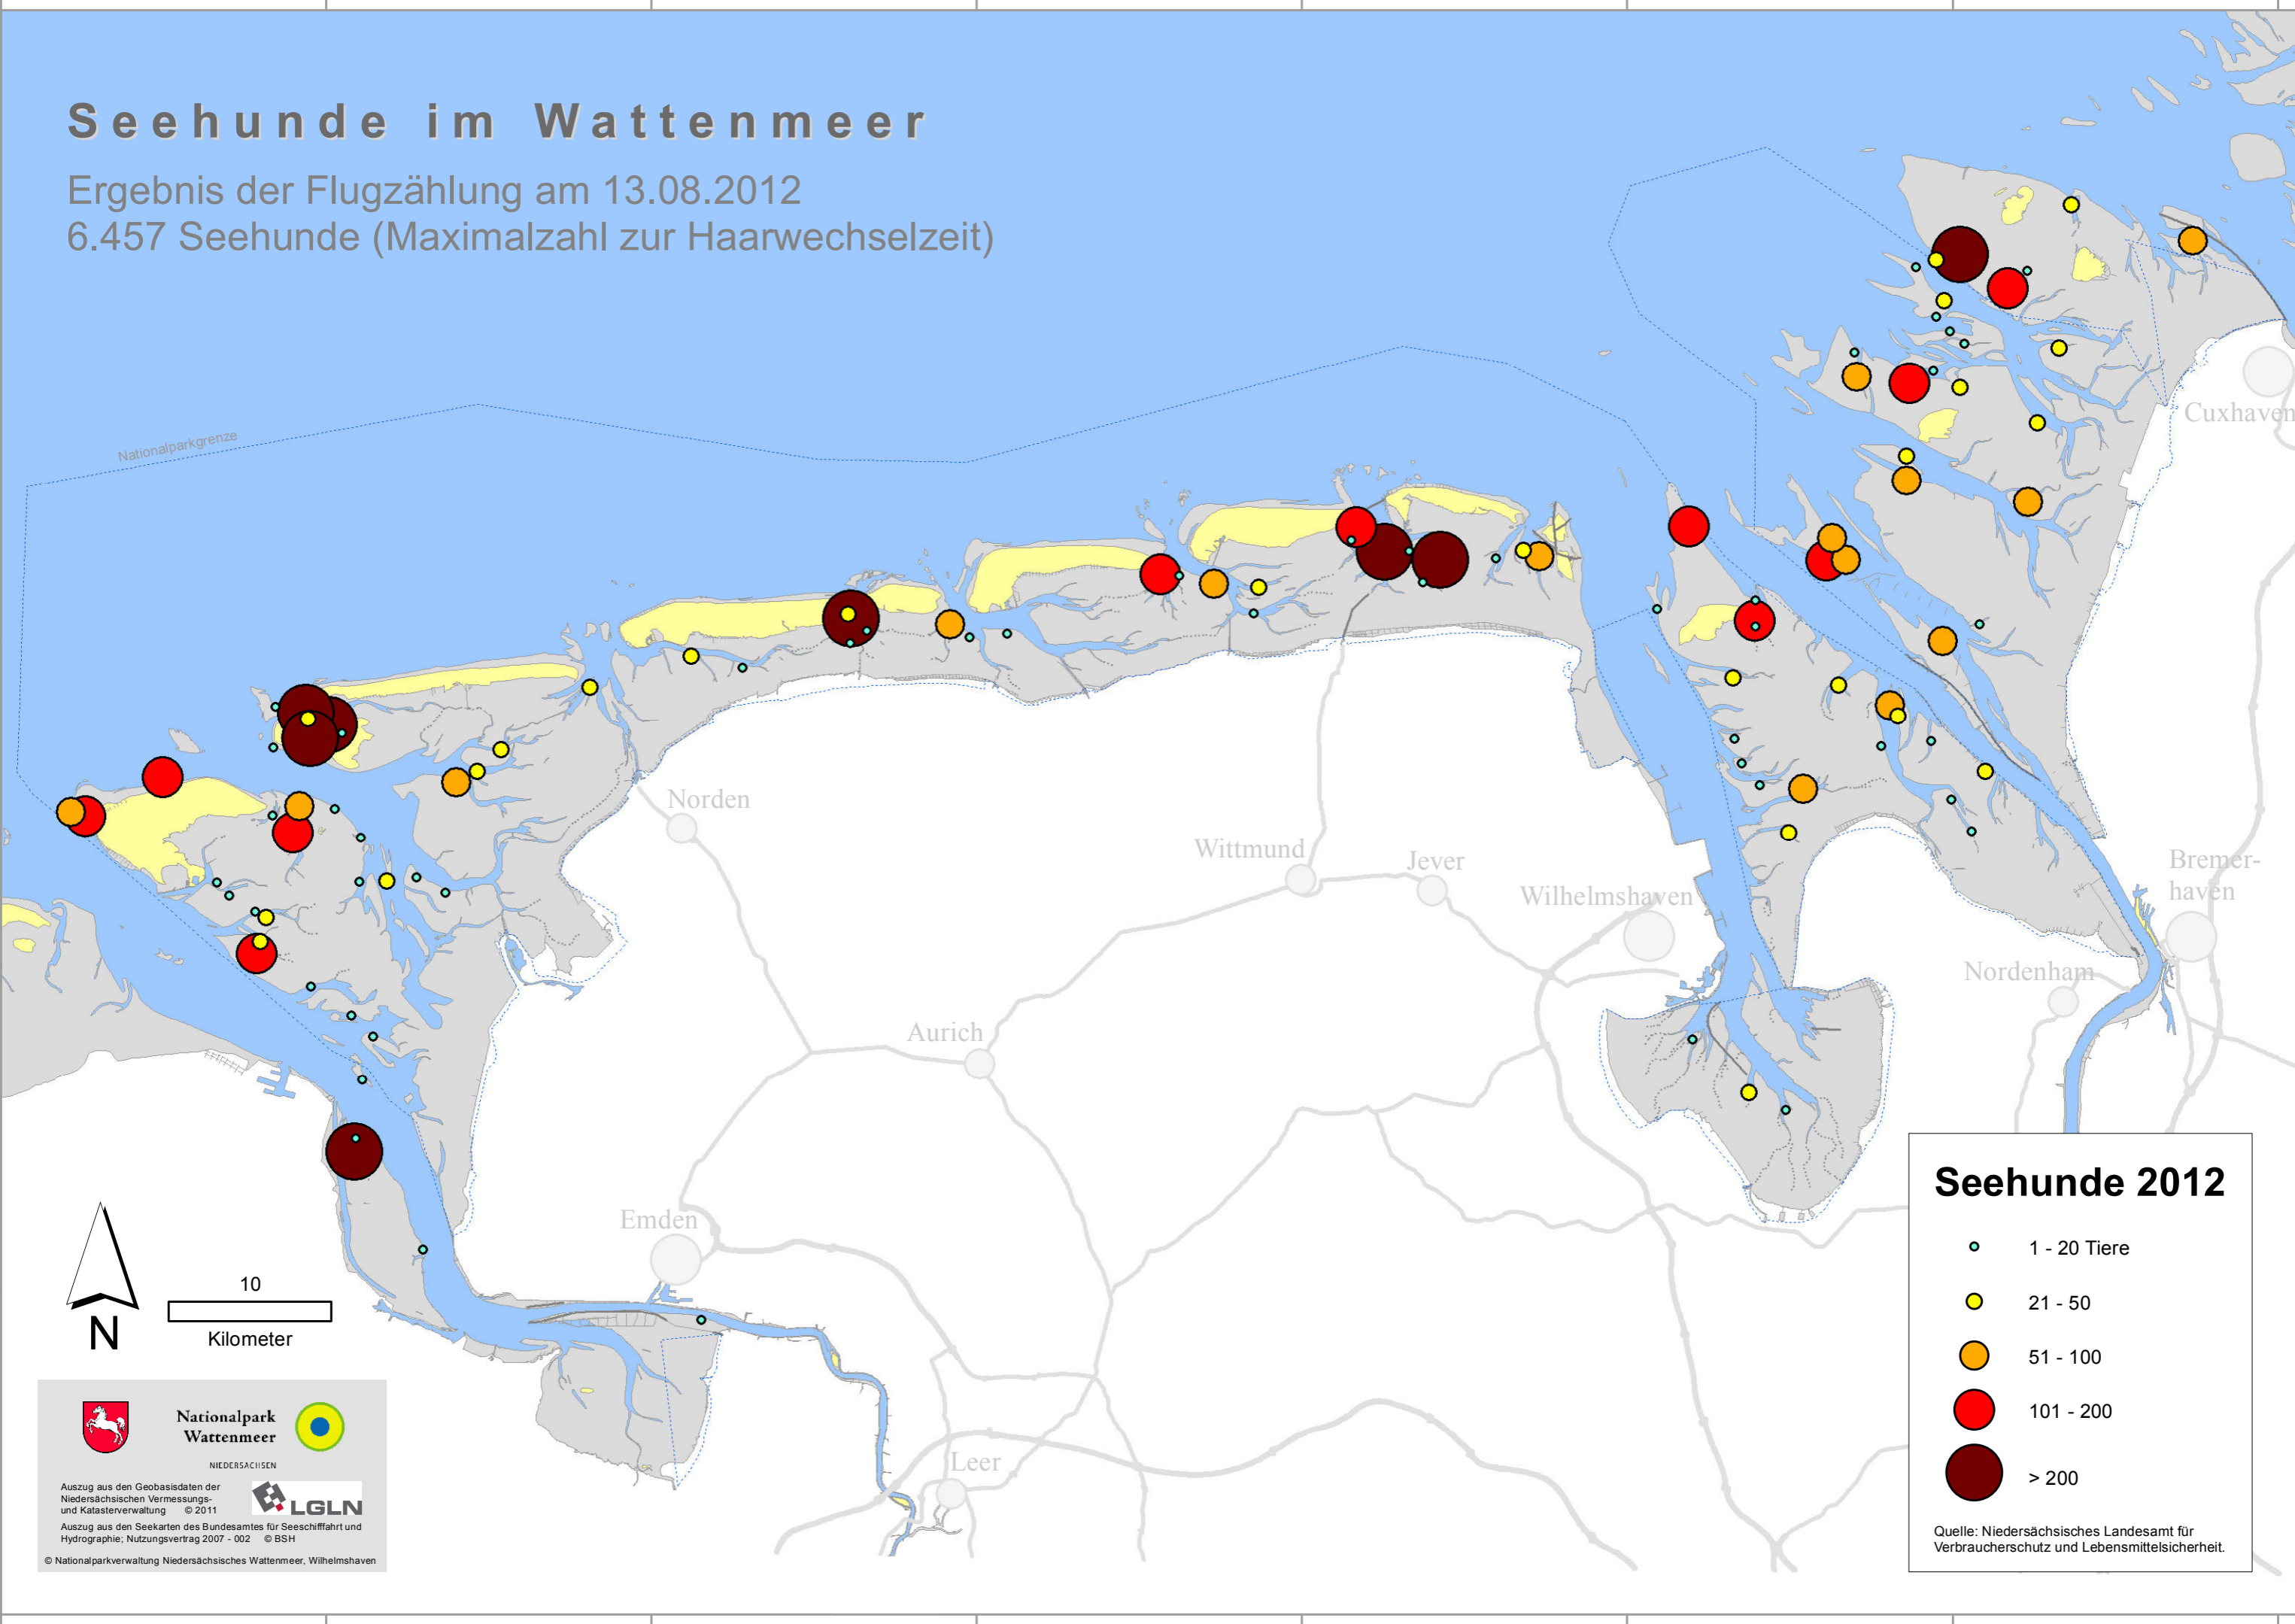 Seehunde im Wattenmeer
Ergebnis der Flugzählung am 13.08.2012
6.457 Seehunde (Maximalzahl zur Haarwechselzeit)
Nationalparkgrenze
Cuxhaven
Norden
Wittmund
Jever
Wilhelmshaven
Bremer-
haven
Nordenham
Aurich
Emden
Leer
N
10
Kilometer
Nationalpark
Wattenmeer
NIEDERSACHSEN
Auszug aus den Geobasisdaten der
Niedersächsischen Vermessungs-
und Katasterverwaltung © 2011
LGLN
Auszug aus den Seekarten des Bundesamtes für Seeschifffahrt und
Hydrographie; Nutzungsvertrag 2007 - 002 © BSH
© Nationalparkverwaltung Niedersächsisches Wattenmeer, Wilhelmshaven
Seehunde 2012
1 - 20 Tiere
21 - 50
51 - 100
101 - 200
> 200
Quelle: Niedersächsisches Landesamt für
Verbraucherschutz und Lebensmittelsicherheit.